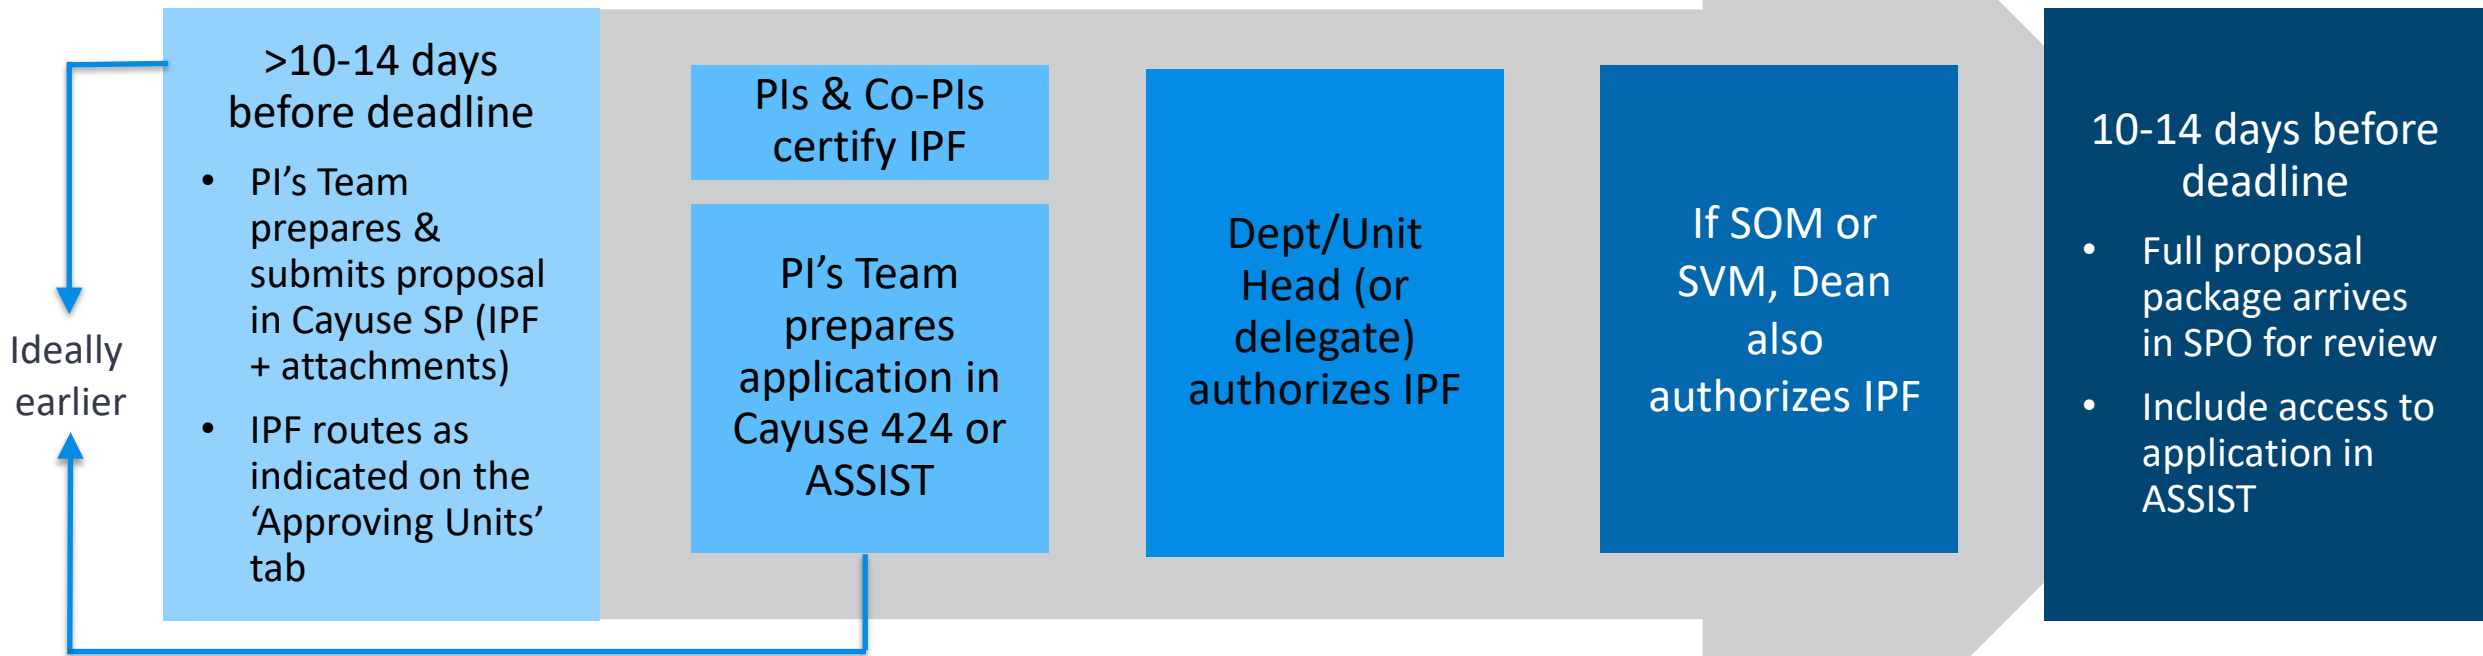 Ideally
earlier
>10-14 days
before deadline
• PI’s Team
prepares &
submits proposal
in Cayuse SP (IPF
+ attachments)
• IPF routes as
indicated on the
‘Approving Units’
tab
PIs & Co-PIs
certify IPF
PI’s Team
prepares
application in
Cayuse 424 or
ASSIST
Dept/Unit
Head (or
delegate)
authorizes IPF
If SOM or
SVM, Dean
also
authorizes IPF
10-14 days before
deadline
• Full proposal
package arrives
in SPO for review
• Include access to
application in
ASSIST